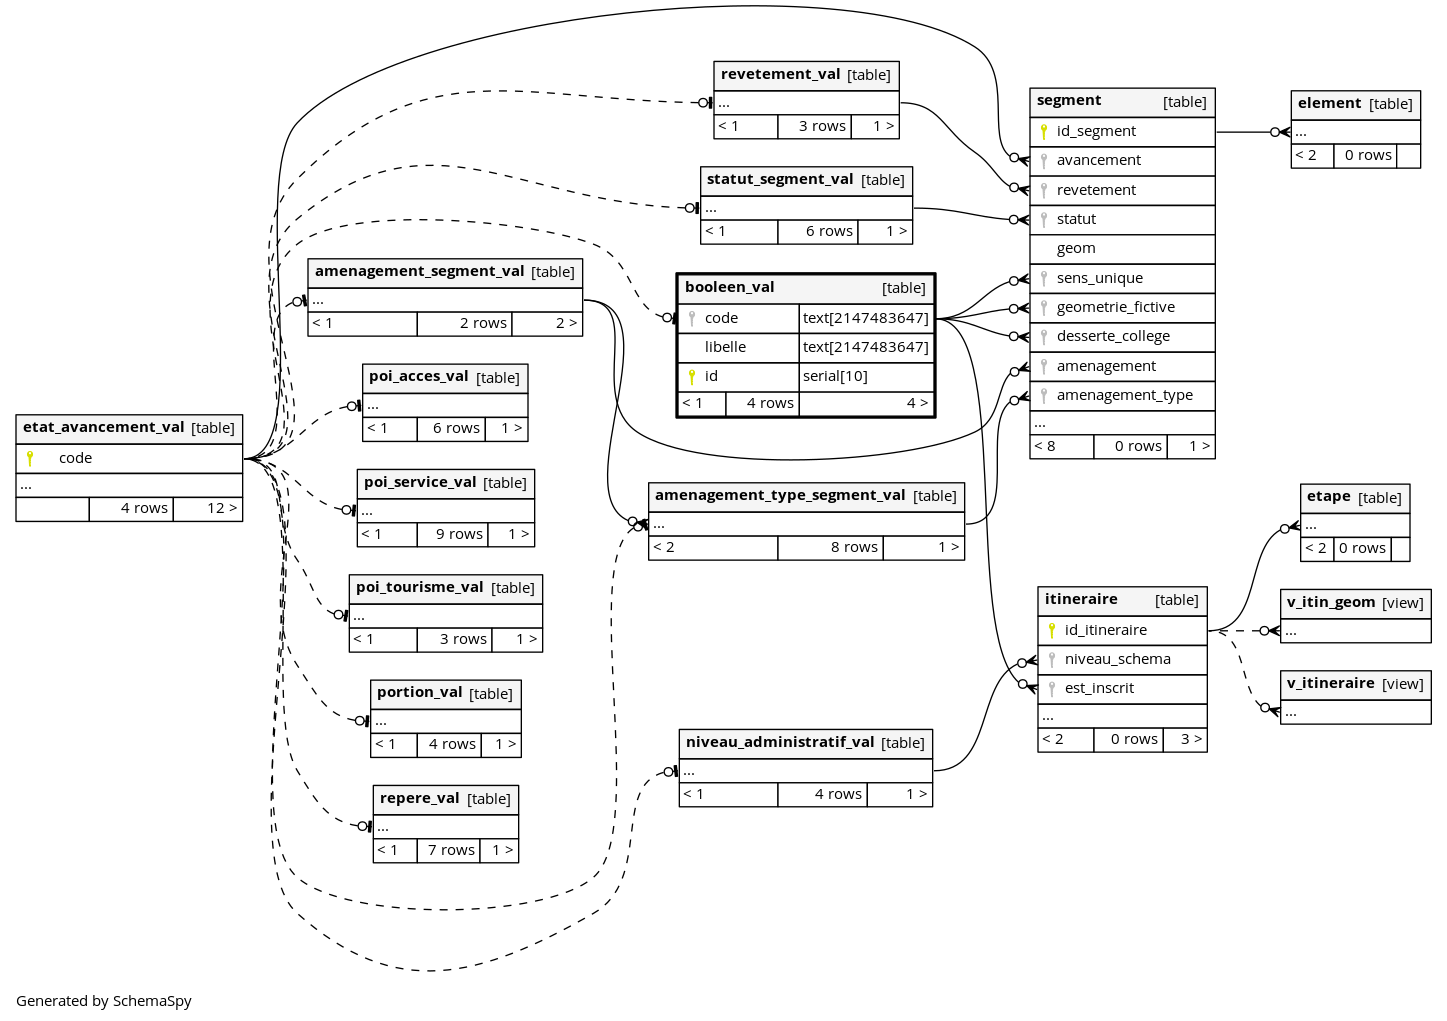 etat_avancement_val [table]
code
...
4 rows 12 >
amenagement_segment_val [table]
...
< 1 2 rows 2 >
poi_acces_val [table]
...
< 1 6 rows 1 >
poi_service_val [table]
...
< 1 9 rows 1 >
poi_tourisme_val [table]
...
< 1 3 rows 1 >
portion_val [table]
...
< 1 4 rows 1 >
repere_val [table]
...
< 1 7 rows 1 >
revetement_val [table]
...
< 1 3 rows 1 >
statut_segment_val [table]
...
< 1 6 rows 1 >
booleen_val [table]
code text[2147483647]
libelle text[2147483647]
id serial[10]
< 1 4 rows 4 >
amenagement_type_segment_val [table]
...
< 2 8 rows 1 >
niveau_administratif_val [table]
...
< 1 4 rows 1 >
segment [table]
id_segment
avancement
revetement
statut
geom
sens_unique
geometrie_fictive
desserte_college
amenagement
amenagement_type
...
< 8 0 rows 1 >
itineraire [table]
id_itineraire
niveau_schema
est_inscrit
...
< 2 0 rows 3 >
element [table]
...
< 2 0 rows
etape [table]
...
< 2 0 rows
v_itin_geom [view]
...
v_itineraire [view]
...
Generated by SchemaSpy